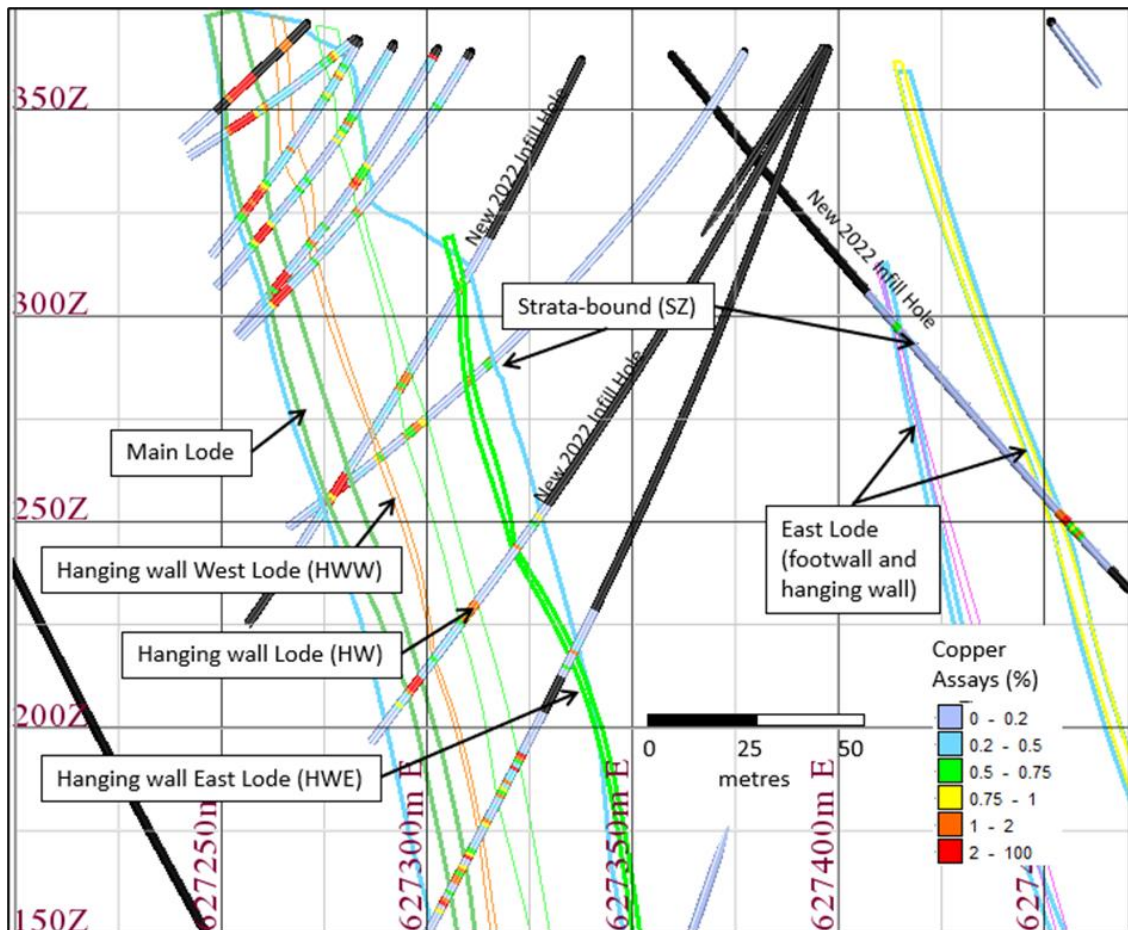 350Z
New 2022 Infill Hole
New 2022 Infill Hole
300Z
Strata-bound (SZ)
New 2022 Infill Hole
Main Lode
250Z
East Lode
(footwall and
hanging wall)
Hanging wall West Lode (HWW)
Hanging wall Lode (HW)
Copper
Assays (%)
0 - 0.2
0.2 - 0.5
0.5 - 0.75
0.75 - 1
1 - 2
2 - 100
200Z
0 25 50
metres
Hanging wall East Lode (HWE)
627250m E
627300m E
627350m E
627400m E
150Z